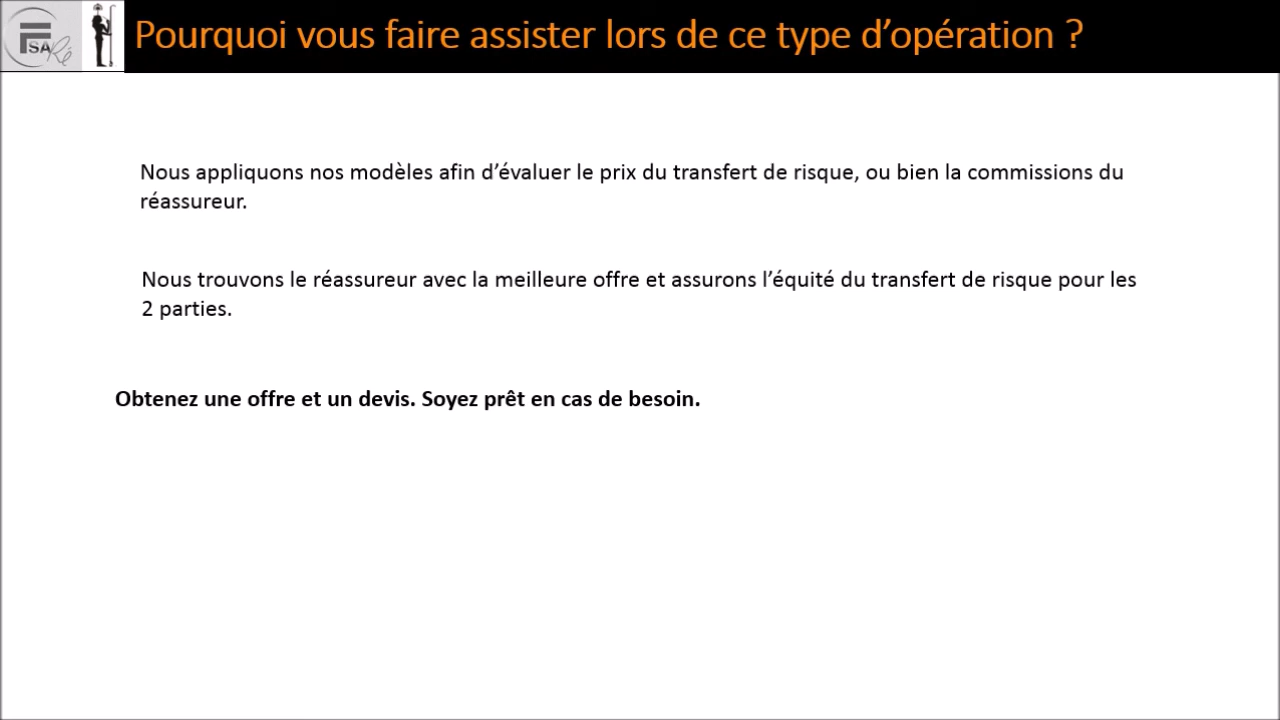 FSA Ré
Pourquoi vous faire assister lors de ce type d’opération ?
Nous appliquons nos modèles afin d’évaluer le prix du transfert de risque, ou bien la commissions du
réassureur.
Nous trouvons le réassureur avec la meilleure offre et assurons l’équité du transfert de risque pour les
2 parties.
Obtenez une offre et un devis. Soyez prêt en cas de besoin.